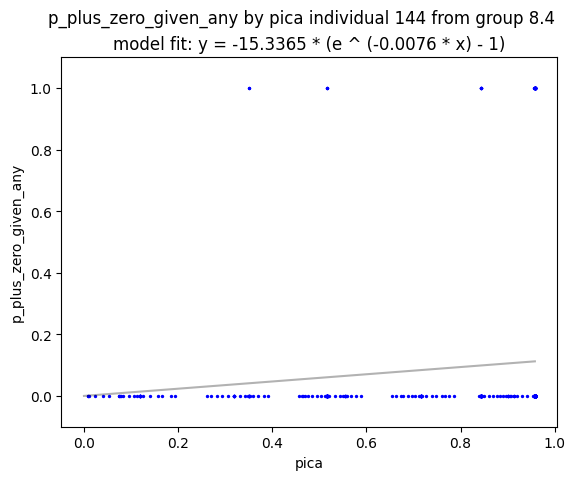 p_plus_zero_given_any by pica individual 144 from group 8.4
model fit: y = -15.3365 * (e ^ (-0.0076 * x) - 1)
1.0
0.8
0.6
0.4
0.2
0.0
p_plus_zero_given_any
0.0 0.2 0.4 0.6 0.8 1.0
pica